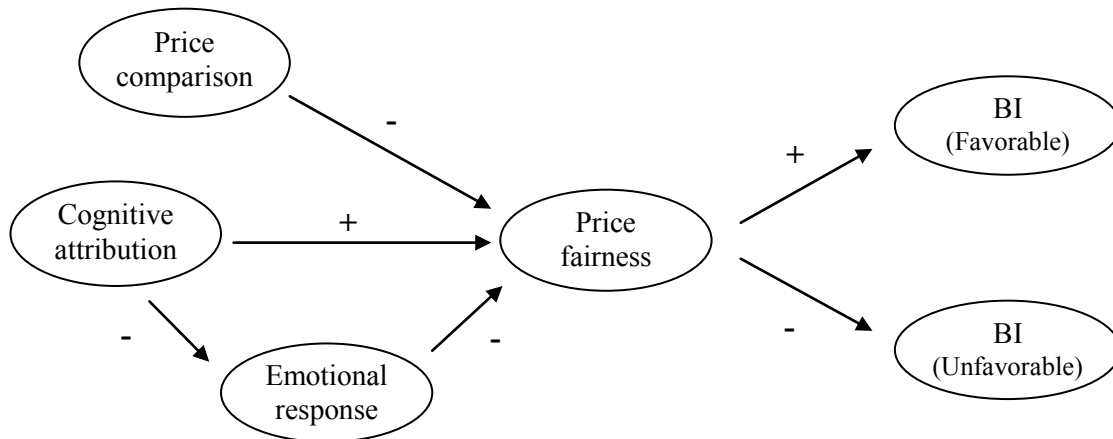 Price
comparison
-
BI
(Favorable)
+
Cognitive
attribution
+
Price
fairness
-
-
-
Emotional
response
BI
(Unfavorable)